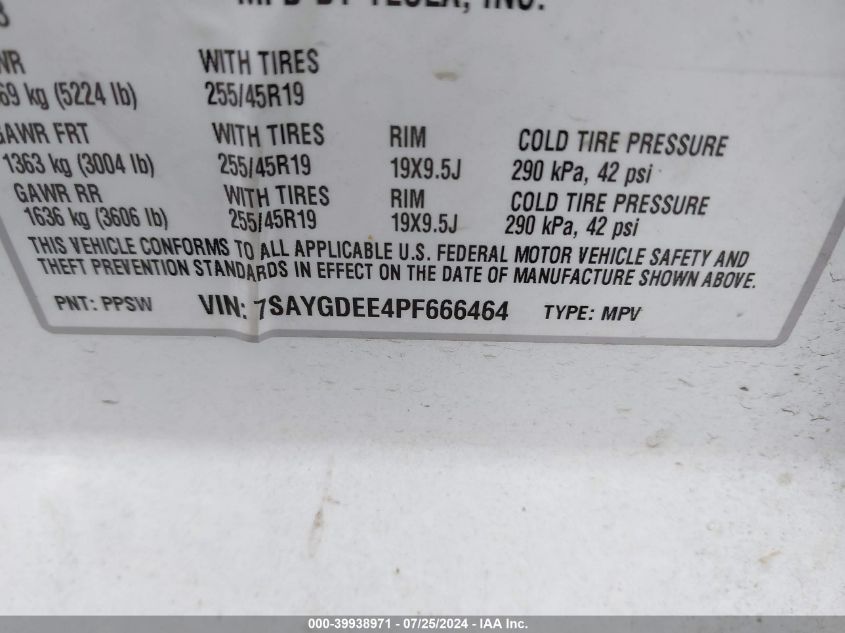 MFD BY TESLA, INC.
WITH TIRES
69 kg (5224 lb) 255/45R19
GAWR FRT WITH TIRES RIM COLD TIRE PRESSURE
1363 kg (3004 lb) 255/45R19 19X9.5J 290 kPa, 42 psi
GAWR RR WITH TIRES RIM COLD TIRE PRESSURE
1636 kg (3606 lb) 255/45R19 19X9.5J 290 kPa, 42 psi
THIS VEHICLE CONFORMS TO ALL APPLICABLE U.S. FEDERAL MOTOR VEHICLE SAFETY AND
THEFT PREVENTION STANDARDS IN EFFECT ON THE DATE OF MANUFACTURE SHOWN ABOVE.
PNT: PPSW VIN: 7SAYGDEE4PF666464 TYPE: MPV
000-39938971 - 07/25/2024 - IAA Inc.